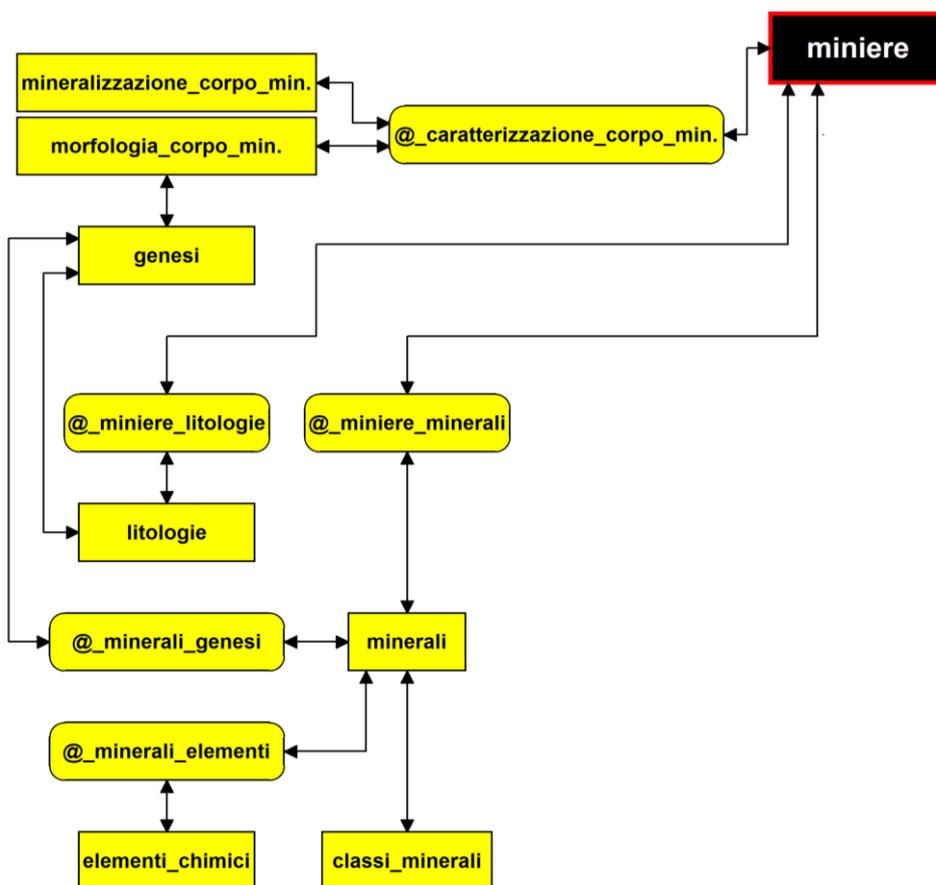 miniere
mineralizzazione_corpo_min.
@_caratterizzazione_corpo_min.
morfologia_corpo_min.
genesi
@_miniere_litologie
@_miniere_minerali
litologie
@_minerali_genesi
minerali
@_minerali_elementi
elementi_chimici
classi_minerali